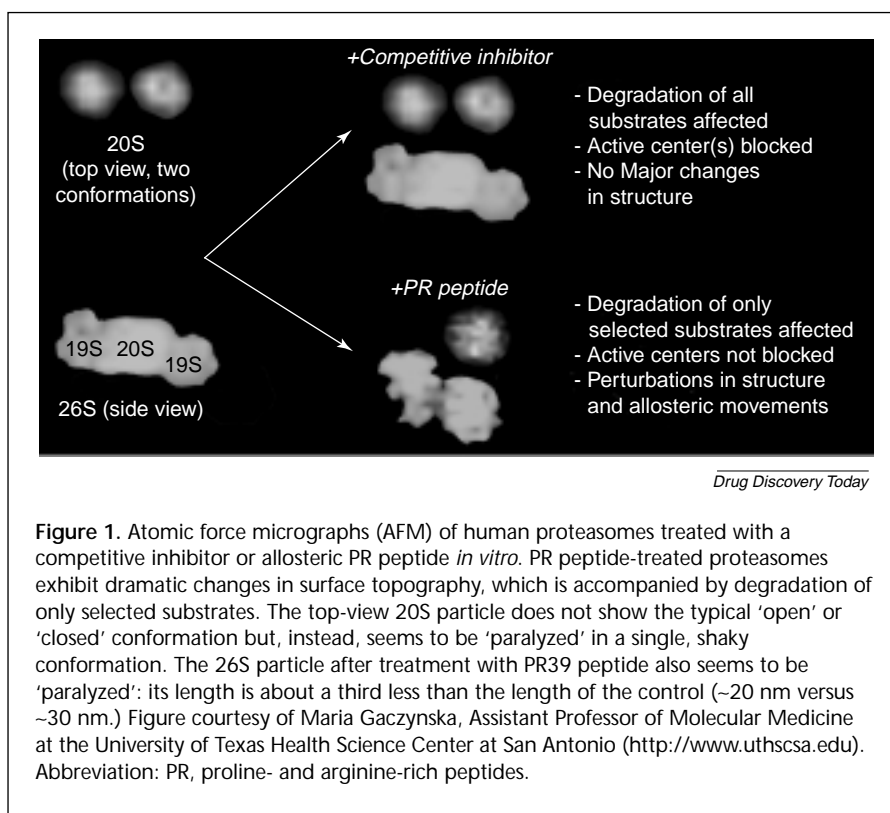 +Competitive inhibitor
20S
(top view, two
conformations)
- Degradation of all
substrates affected
- Active center(s) blocked
- No Major changes
in structure
19S 20S 19S
26S (side view)
+PR peptide
- Degradation of only
selected substrates affected
- Active centers not blocked
- Perturbations in structure
and allosteric movements
Drug Discovery Today
Figure 1. Atomic force micrographs (AFM) of human proteasomes treated with a
competitive inhibitor or allosteric PR peptide in vitro. PR peptide-treated proteasomes
exhibit dramatic changes in surface topography, which is accompanied by degradation of
only selected substrates. The top-view 20S particle does not show the typical ‘open’ or
‘closed’ conformation but, instead, seems to be ‘paralyzed’ in a single, shaky
conformation. The 26S particle after treatment with PR39 peptide also seems to be
‘paralyzed’: its length is about a third less than the length of the control (~20 nm versus
~30 nm.) Figure courtesy of Maria Gaczynska, Assistant Professor of Molecular Medicine
at the University of Texas Health Science Center at San Antonio (http://www.uthscsa.edu).
Abbreviation: PR, proline- and arginine-rich peptides.